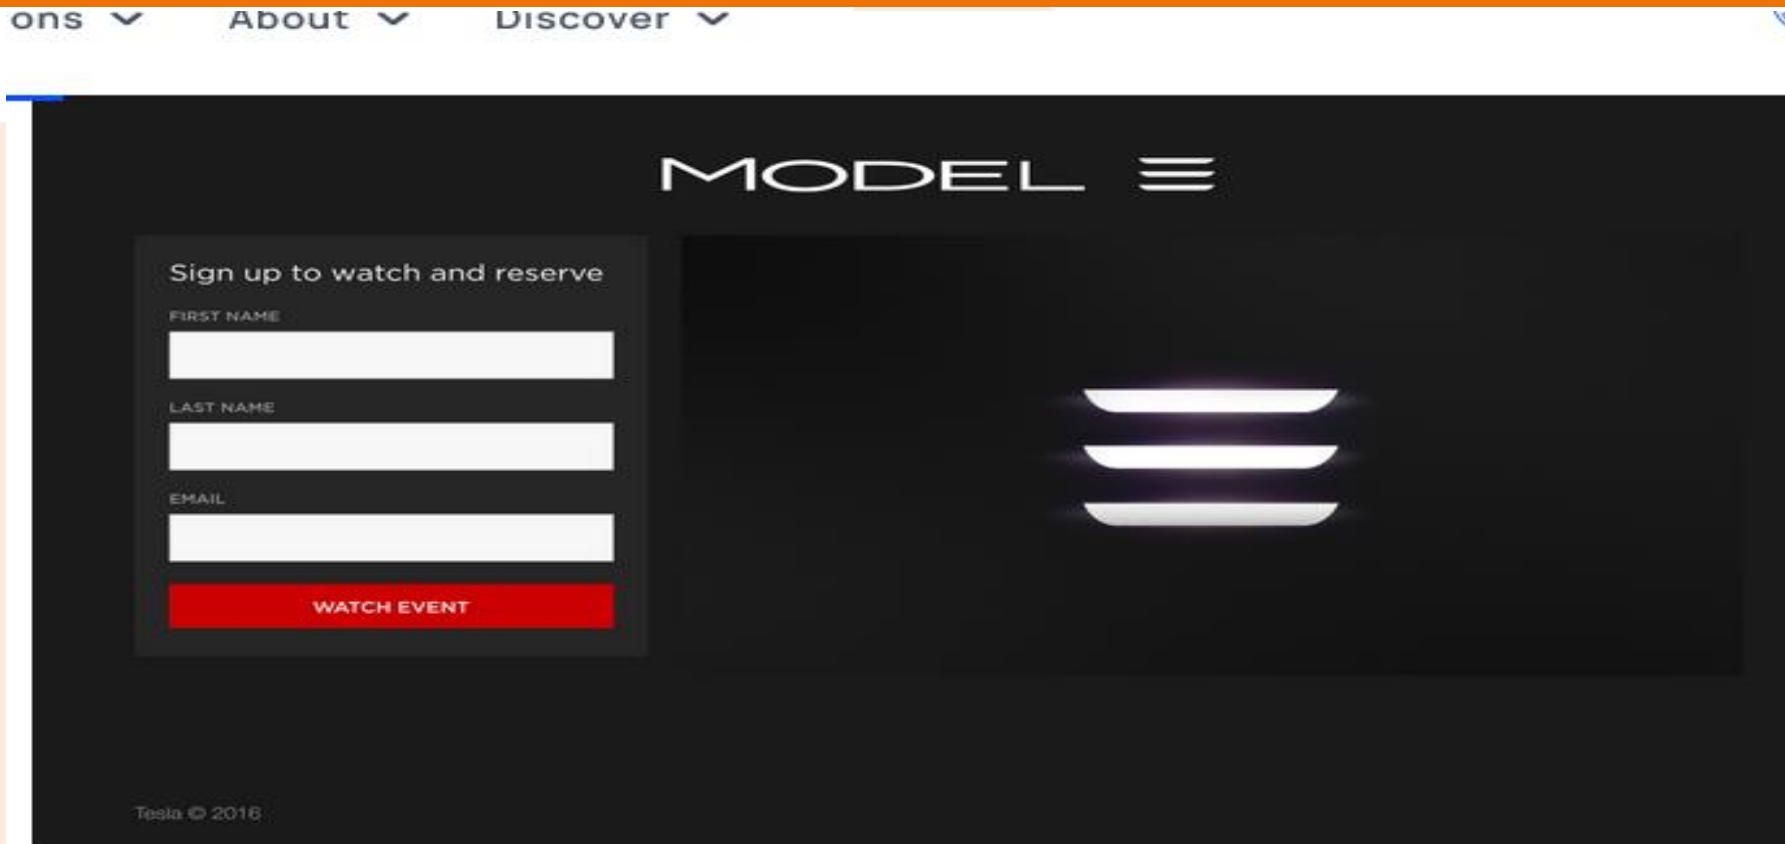 ons About Discover
MODEL ☰
Sign up to watch and reserve
FIRST NAME
LAST NAME
EMAIL
WATCH EVENT
Tesla © 2016